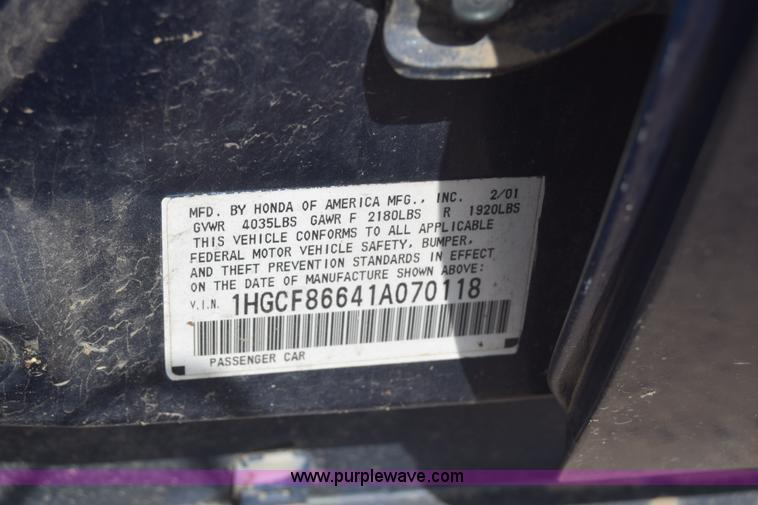 MFD. BY HONDA OF AMERICA MFG., INC. 2/01
GVWR 4035LBS GAWR F 2180LBS R 1920LBS
THIS VEHICLE CONFORMS TO ALL APPLICABLE
FEDERAL MOTOR VEHICLE SAFETY, BUMPER,
AND THEFT PREVENTION STANDARDS IN EFFECT
ON THE DATE OF MANUFACTURE SHOWN ABOVE:
V.I.N. 1HGCF86641A070118
PASSENGER CAR
www.purplewave.com